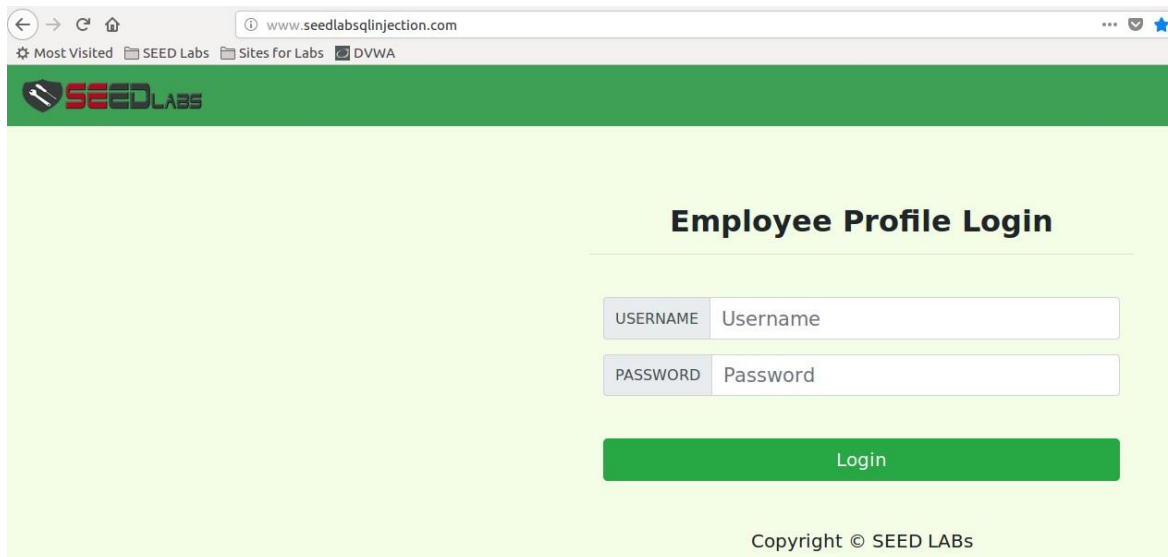 www.seedlabsqlinjection.com
Most Visited SEED Labs Sites for Labs DVWA
SEEDLABS
Employee Profile Login
USERNAME Username
PASSWORD Password
Login
Copyright © SEED LABs